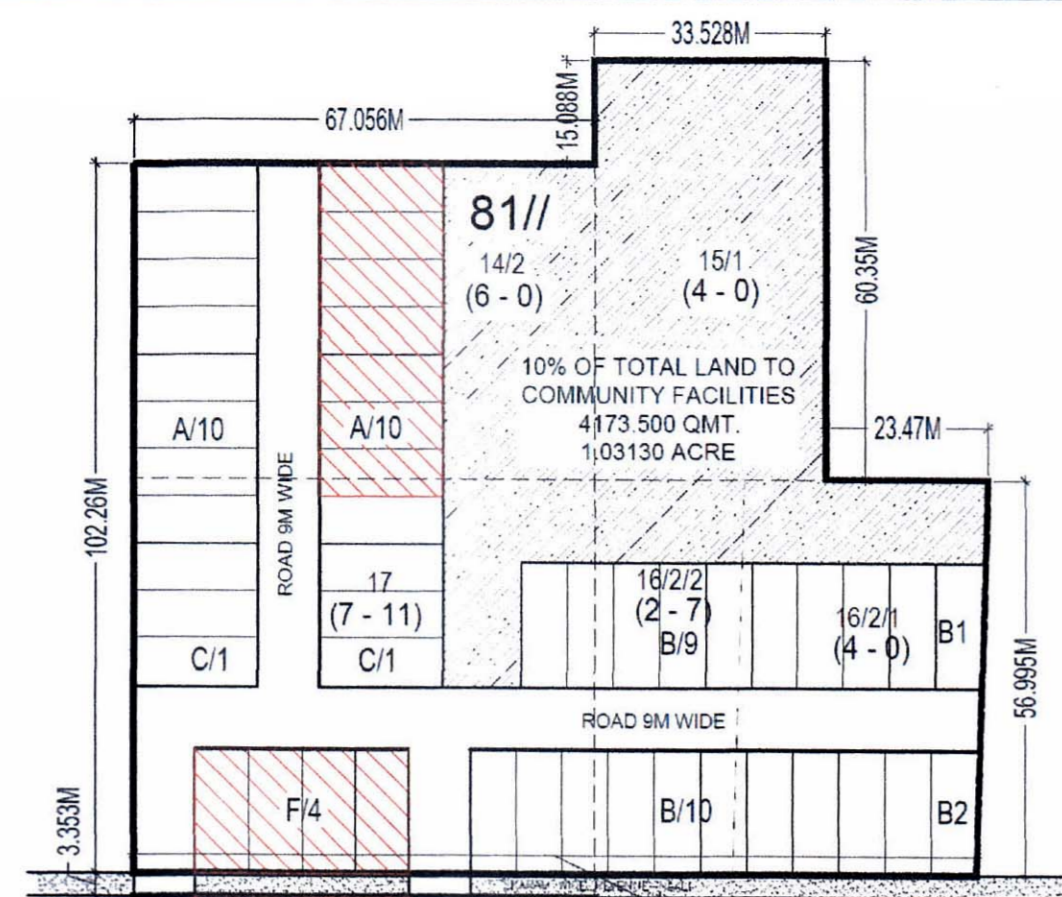 33.528M
15.088M
67.056M
81//
14/2
(6 - 0)
15/1
(4 - 0)
60.35M
10% OF TOTAL LAND TO
COMMUNITY FACILITIES
4173.500 QMT.
1.03130 ACRE
23.47M
A/10
A/10
102.26M
ROAD 9M WIDE
17
(7 - 11)
16/2/2
(2 - 7)
B/9
16/2/1
(4 - 0)
B1
C/1
C/1
56.995M
ROAD 9M WIDE
3.353M
F/4
B/10
B2